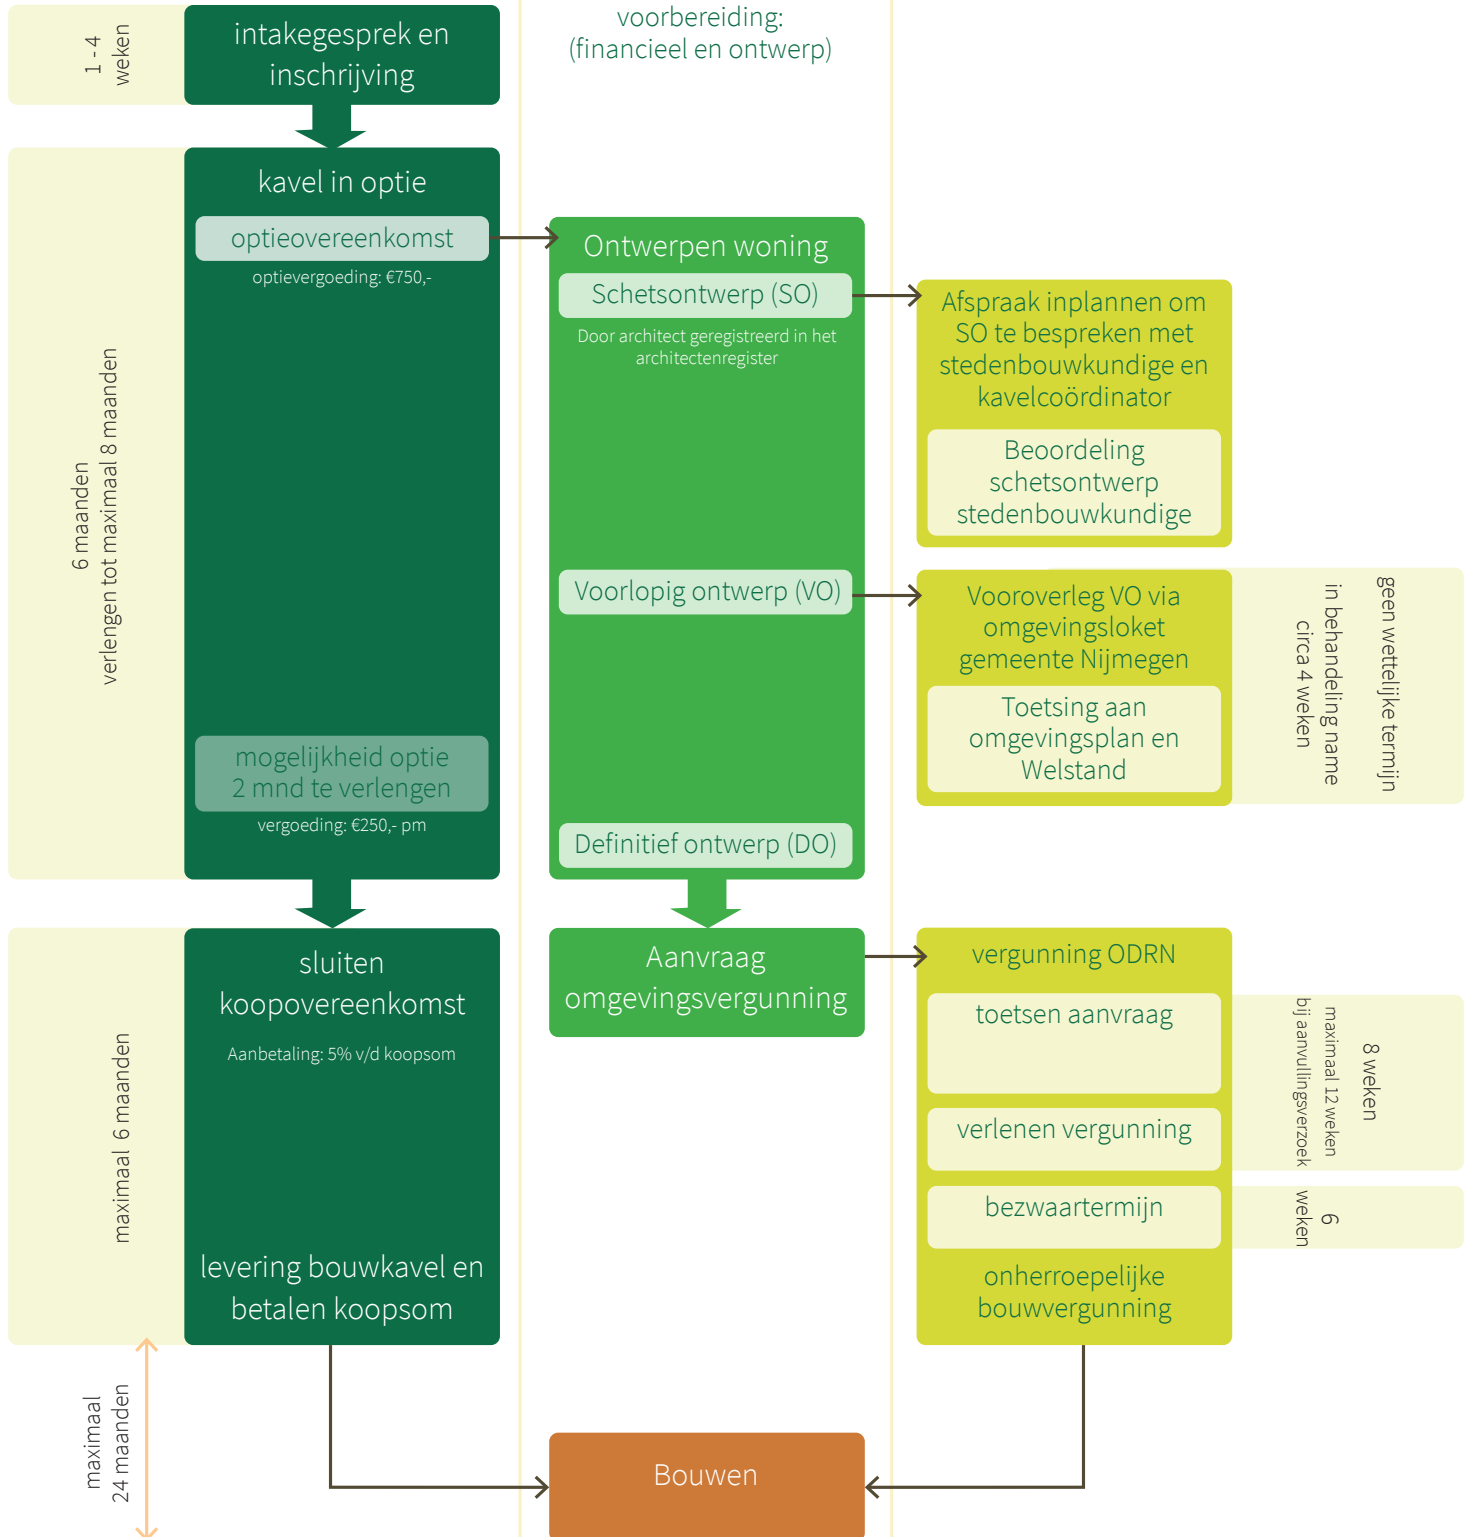 1 - 4
weken
intakegesprek en
inschrijving
voorbereiding:
(financieel en ontwerp)
6 maanden
verlengen tot maximaal 8 maanden
kavel in optie
optieovereenkomst
optievergoeding: €750,-
mogelijkheid optie
2 mnd te verlengen
vergoeding: €250,- pm
Ontwerpen woning
Schetsontwerp (SO)
Door architect geregistreerd in het
architectenregister
Voorlopig ontwerp (VO)
Definitief ontwerp (DO)
Afspraak inplannen om
SO te bespreken met
stedenbouwkundige en
kavelcoördinator
Beoordeling
schetsontwerp
stedenbouwkundige
Vooroverleg VO via
omgevingsloket
gemeente Nijmegen
Toetsing aan
omgevingsplan en
Welstand
geen wettelijke termijn
in behandeling name
circa 4 weken
maximaal 6 maanden
sluiten
koopovereenkomst
Aanbetaling: 5% v/d koopsom
levering bouwkavel en
betalen koopsom
Aanvraag
omgevingsvergunning
vergunning ODRN
toetsen aanvraag
verlenen vergunning
bezwaartermijn
onherroepelijke
bouwvergunning
8 weken
maximaal 12 weken
bij aanvullingsverzoek
6
weken
maximaal
24 maanden
Bouwen